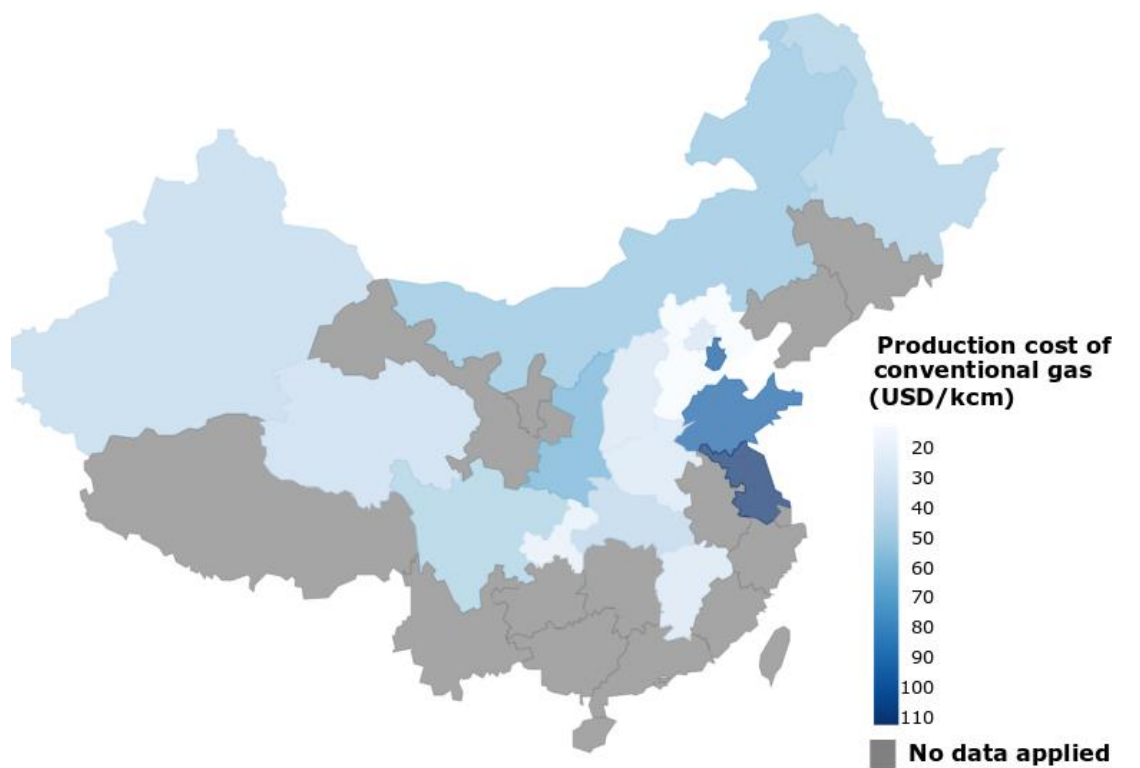 Production cost of
conventional gas
(USD/kcm)
20
30
40
50
60
70
80
90
100
110
No data applied